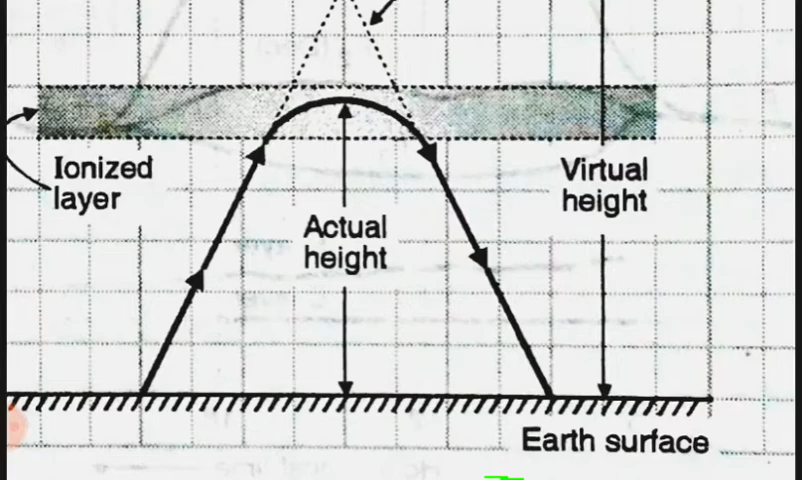 Ionized
layer
Actual
height
Virtual
height
Earth surface